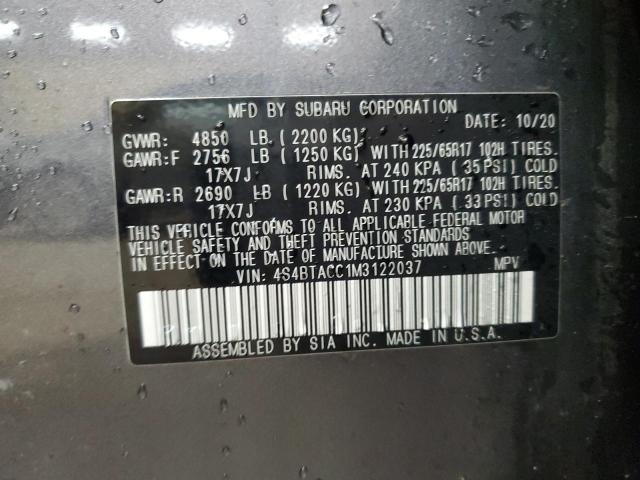 MFD BY SUBARU CORPORATION
DATE: 10/20
GVWR: 4850 LB ( 2200 KG)
GAWR:F 2756 LB ( 1250 KG) WITH 225/65R17 102H TIRES.
17X7J RIMS. AT 240 KPA ( 35 PSI) COLD
GAWR:R 2690 LB ( 1220 KG) WITH 225/65R17 102H TIRES.
17X7J RIMS. AT 230 KPA ( 33 PSI) COLD
THIS VEHICLE CONFORMS TO ALL APPLICABLE FEDERAL MOTOR
VEHICLE SAFETY AND THEFT PREVENTION STANDARDS
IN EFFECT ON THE DATE OF MANUFACTURE SHOWN ABOVE.
VIN: 4S4BTACC1M3122037 MPV
ASSEMBLED BY SIA INC. MADE IN U.S.A.